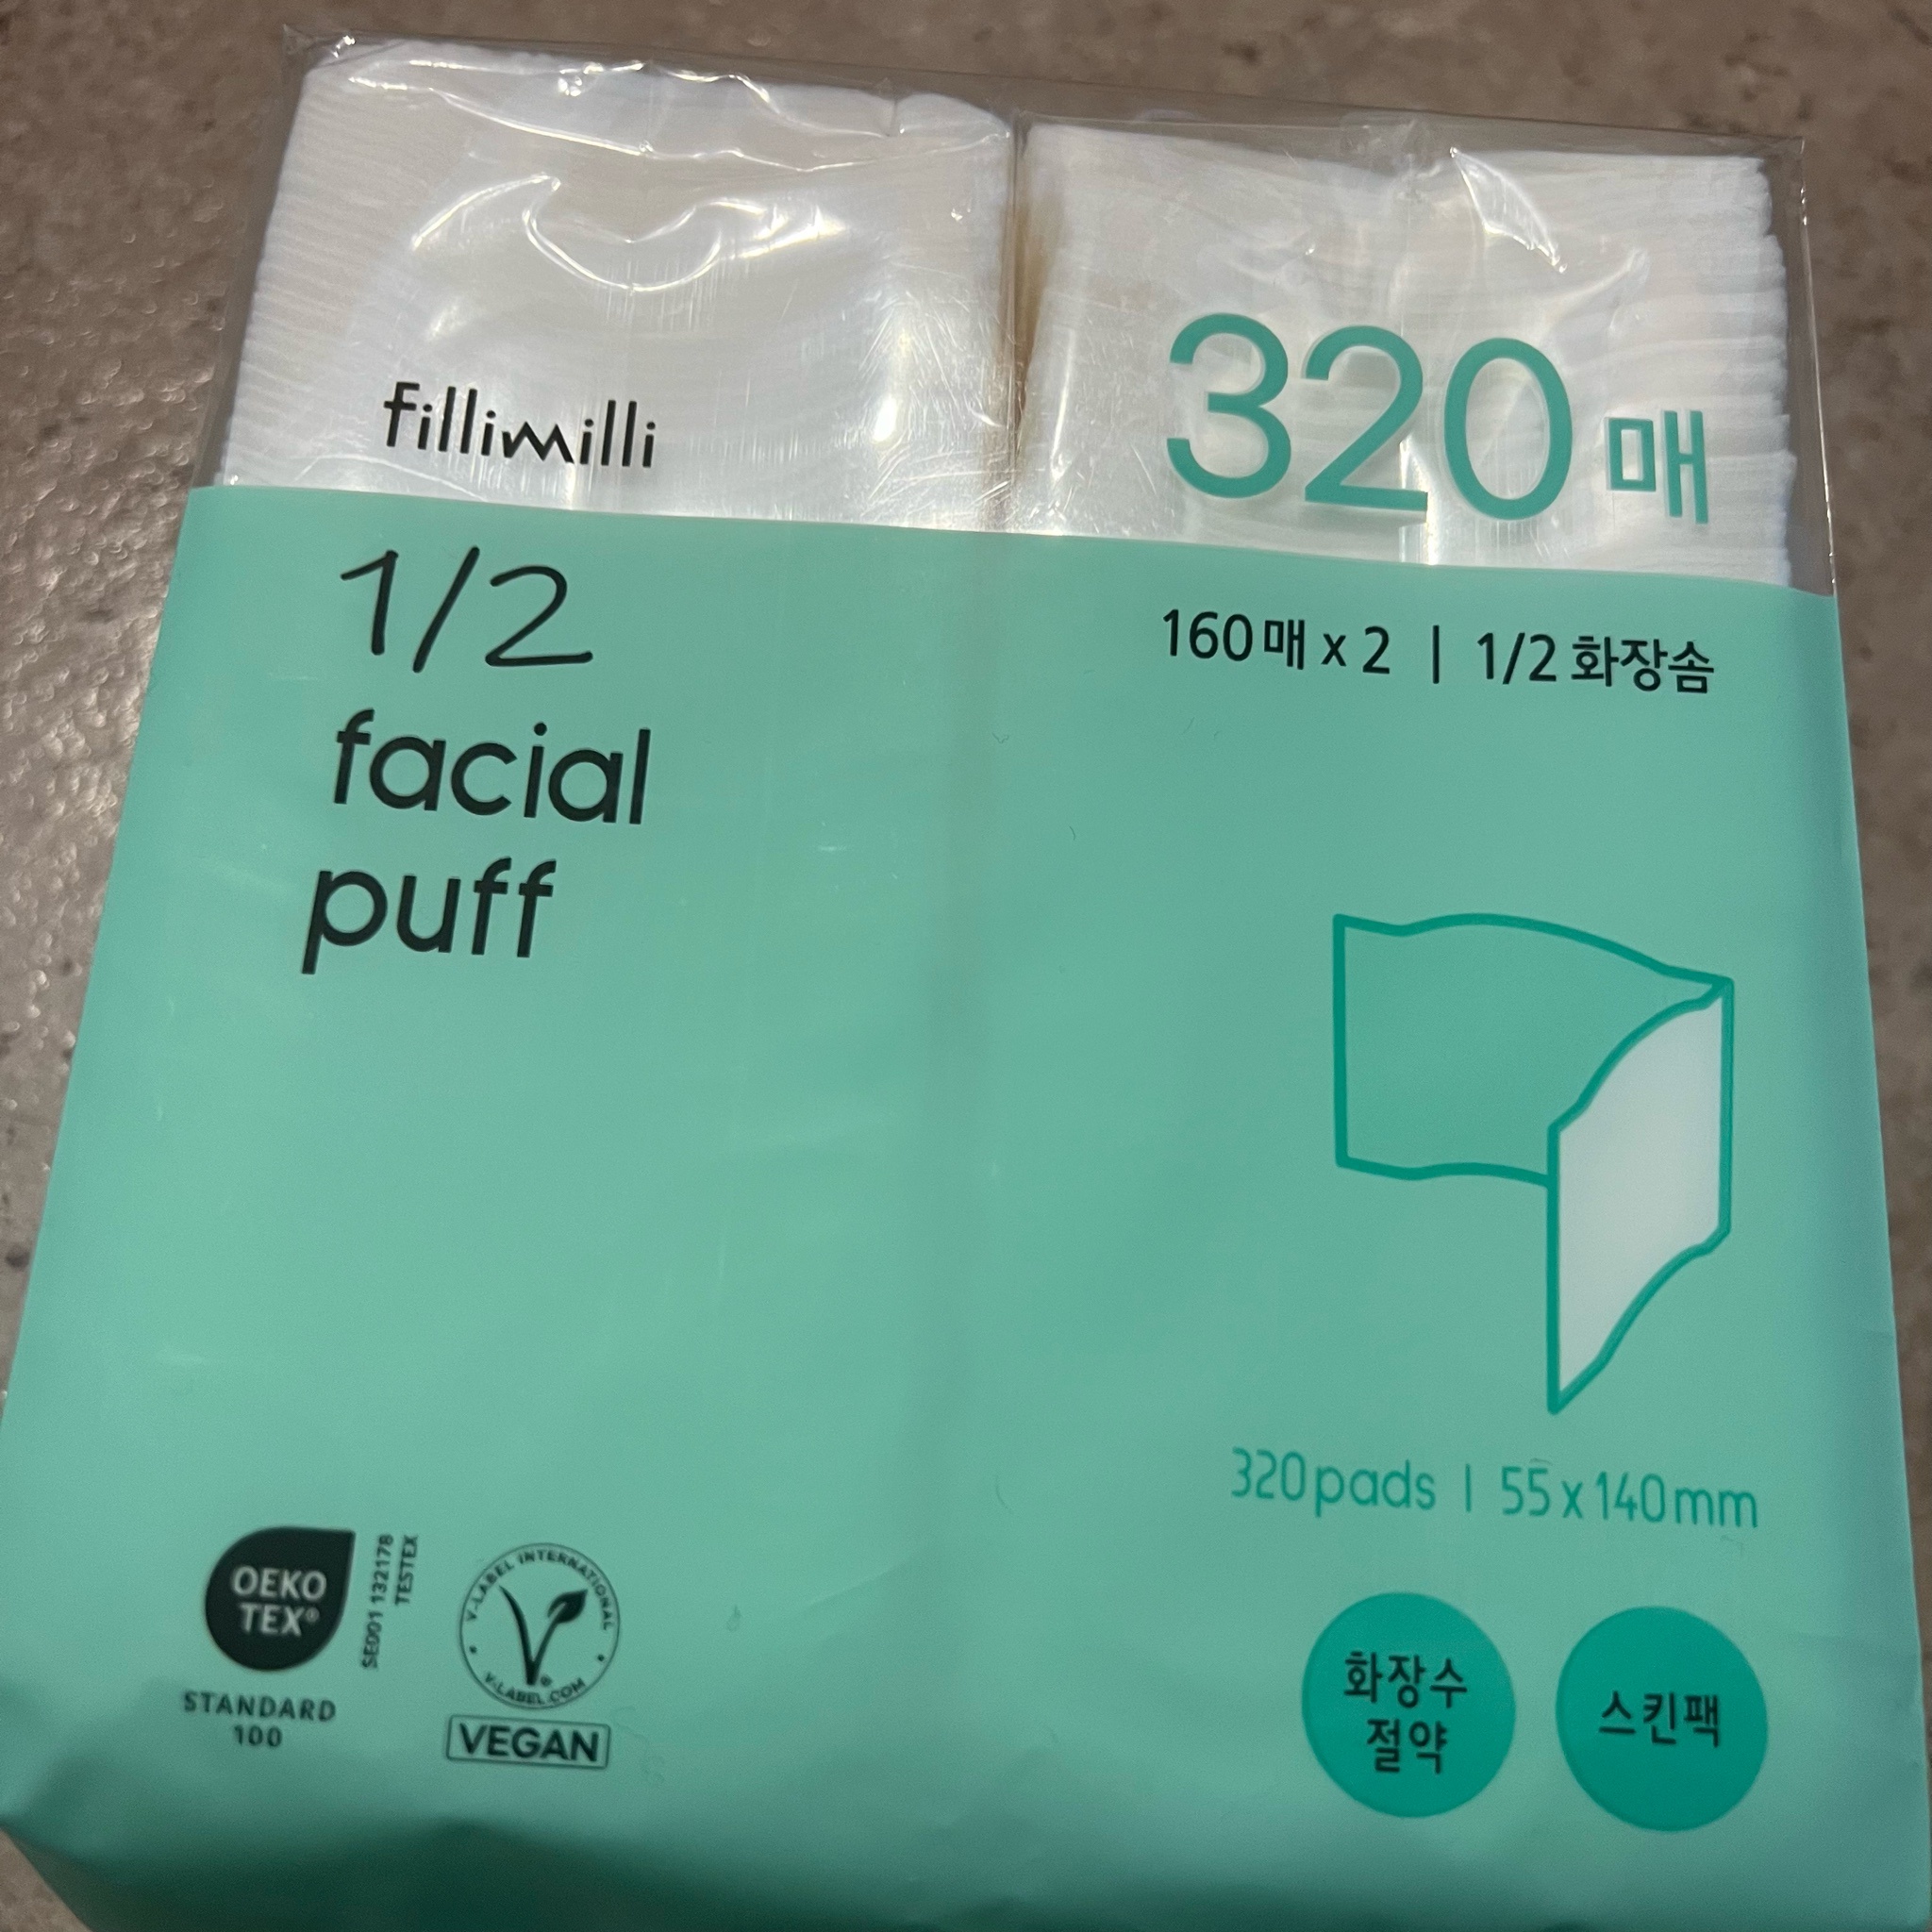 fillimilli
320매
1/2
facial
puff
160매 x 2 | 1/2 화장솜
320pads | 55x140mm
OEKO
TEX®
SE001 132178
TESTEX
STANDARD
100
V-LABEL INTERNATIONAL
V-LABEL.COM
VEGAN
화장수
절약
스킨팩